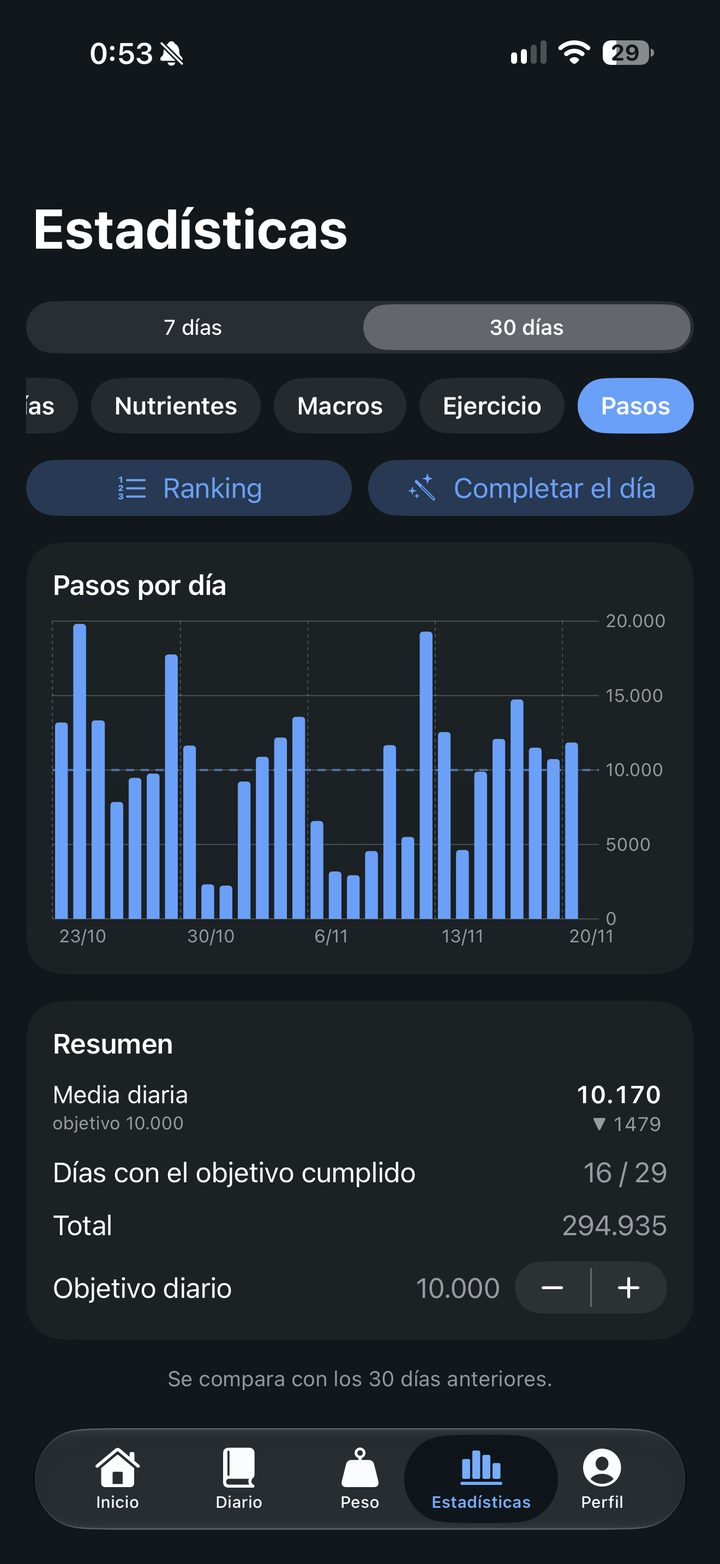 0:53
29
Estadísticas
7 días
30 días
ías
Nutrientes
Macros
Ejercicio
Pasos
1
2
3
Ranking
Completar el día
Pasos por día
20.000
15.000
10.000
5000
0
23/10
30/10
6/11
13/11
20/11
Resumen
Media diaria
10.170
objetivo 10.000
▼ 1479
Días con el objetivo cumplido
16 / 29
Total
294.935
Objetivo diario
10.000
− +
Se compara con los 30 días anteriores.
Inicio
Diario
Peso
Estadísticas
Perfil